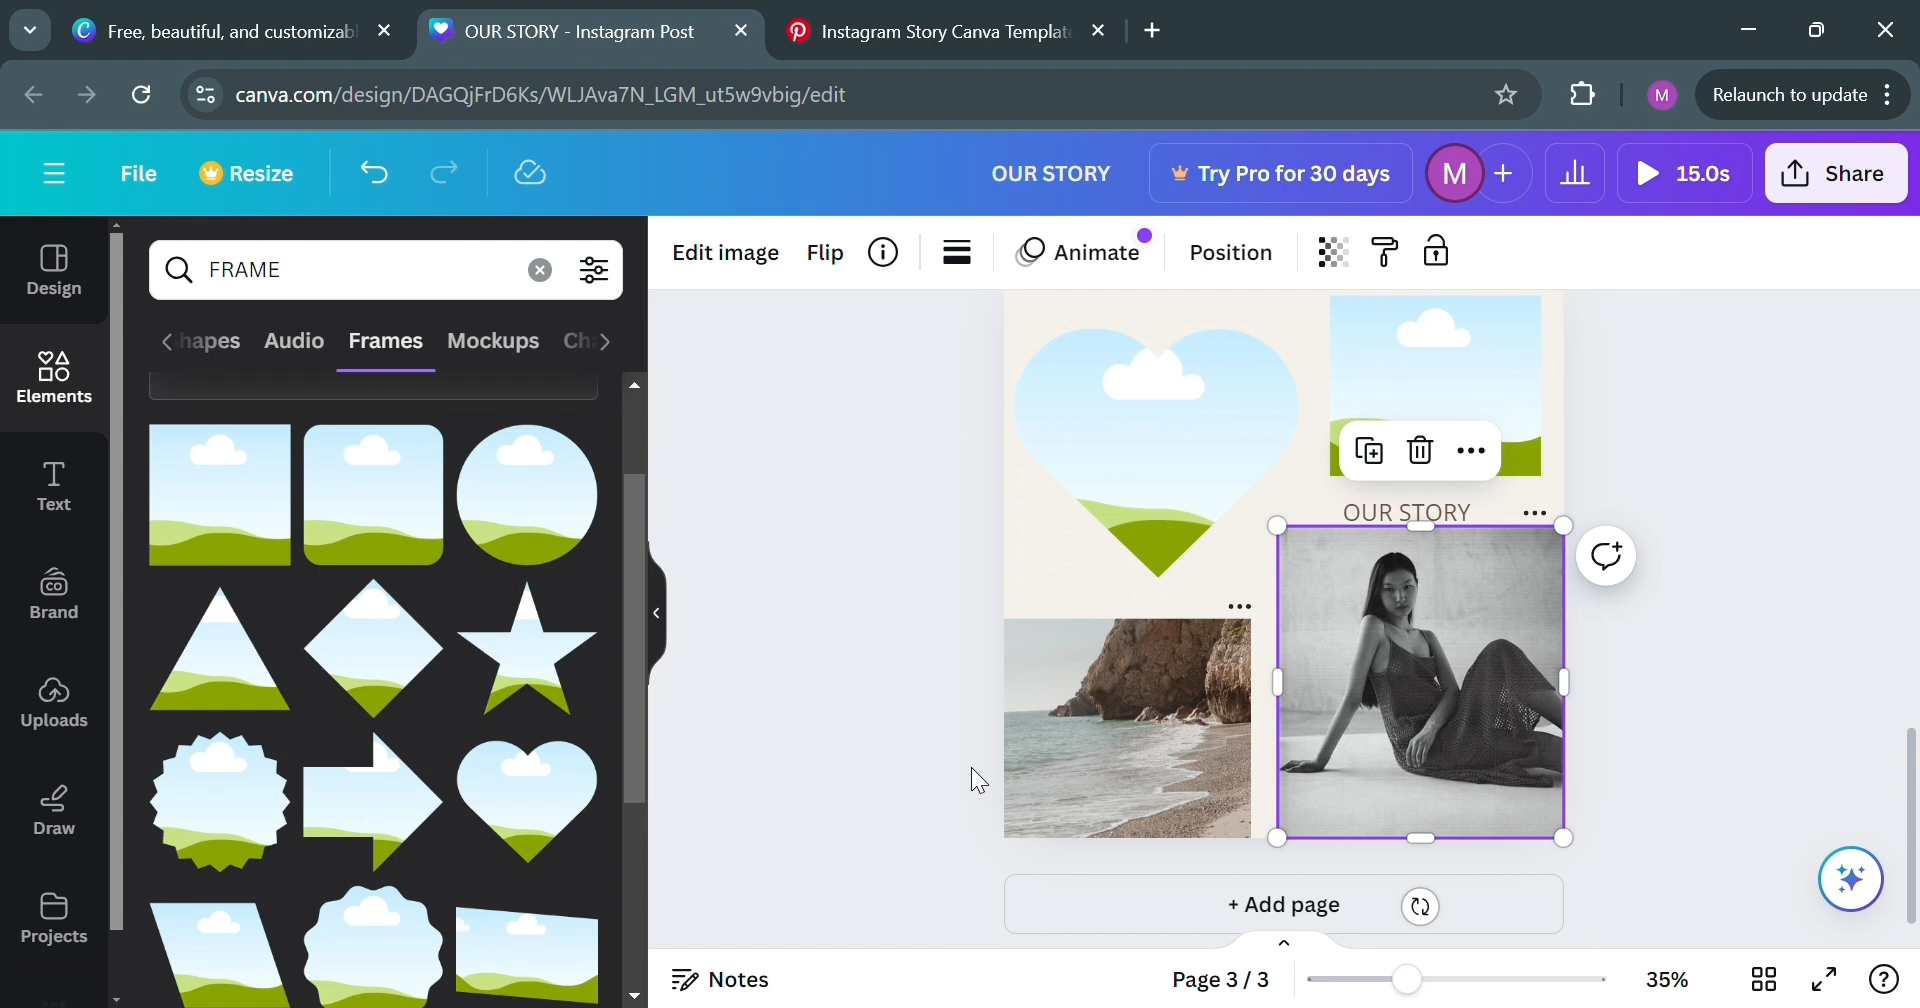 Free, beautiful, and customizabl
OUR STORY - Instagram Post
Instagram Story Canva Templat
canva.com/design/DAGQjFrD6Ks/WLJAva7N_LGM_ut5w9vbig/edit
M
Relaunch to update
File
Resize
OUR STORY
Try Pro for 30 days
M
15.0s
Share
Design
Elements
Text
Brand
Uploads
Draw
Projects
FRAME
hapes
Audio
Frames
Mockups
Ch
Edit image
Flip
Animate
Position
OUR STORY
+ Add page
Notes
Page 3 / 3
35%